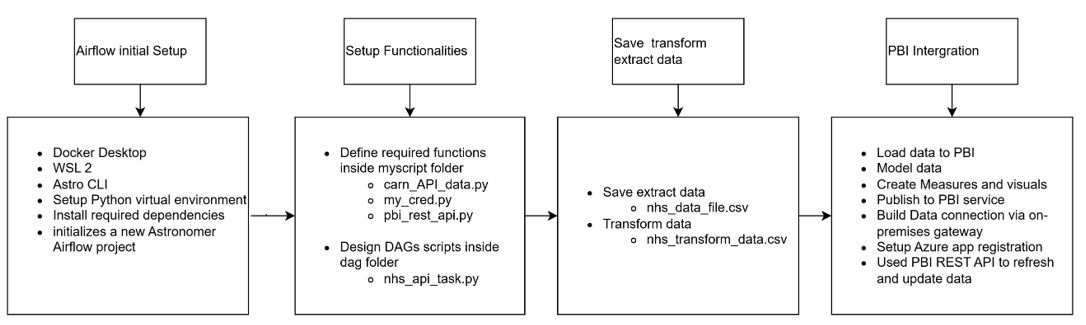 Airflow initial Setup
Docker Desktop
WSL 2
Astro CLI
Setup Python virtual environment
Install required dependencies
initializes a new Astronomer
Airflow project
Setup Functionalities
Define required functions
inside myscript folder
carn_API_data.py
my_cred.py
pbi_rest_api.py
Design DAGs scripts inside
dag folder
nhs_api_task.py
Save transform
extract data
Save extract data
nhs_data_file.csv
Transform data
nhs_transform_data.csv
PBI Intergration
Load data to PBI
Model data
Create Measures and visuals
Publish to PBI service
Build Data connection via on-
premises gateway
Setup Azure app registration
Used PBI REST API to refresh
and update data